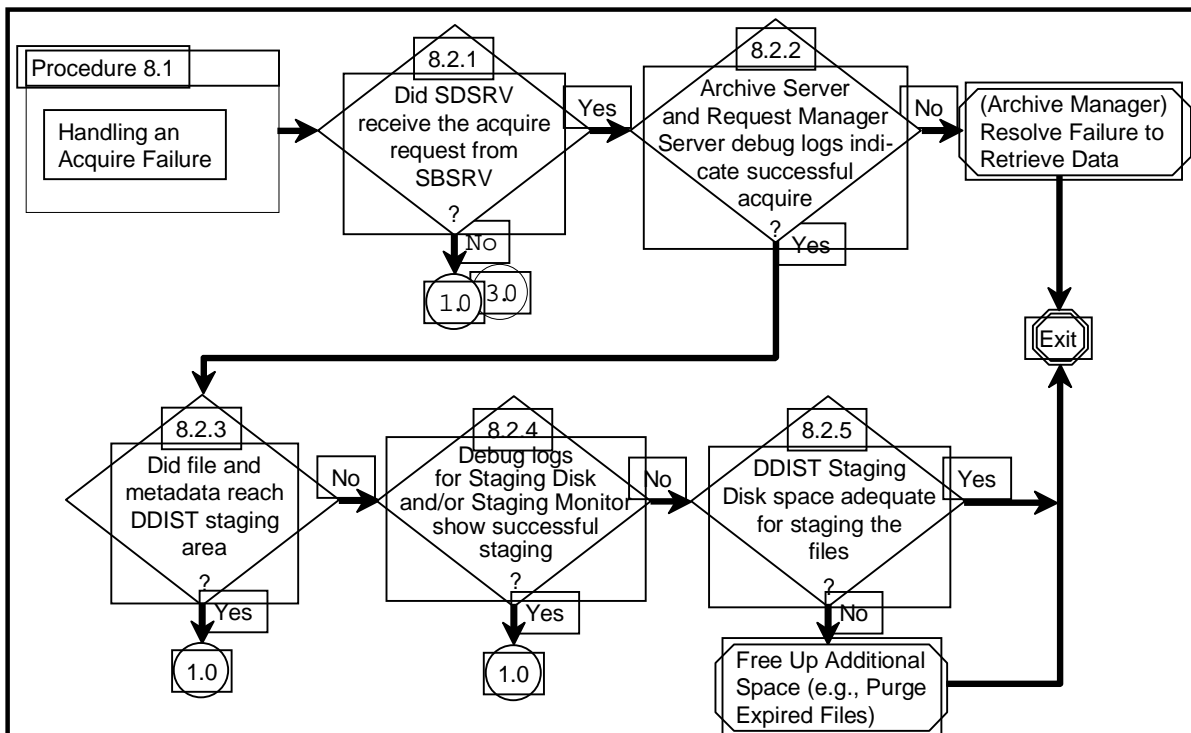 Procedure 8.1
Handling an
Acquire Failure
8.2.1
Did SDSRV
receive the acquire
request from
SBSRV
?
Yes
No
1.0
3.0
8.2.2
Archive Server
and Request Manager
Server debug logs indi-
cate successful
acquire
?
No
Yes
(Archive Manager)
Resolve Failure to
Retrieve Data
Exit
8.2.3
Did file and
metadata reach
DDIST staging
area
?
No
Yes
1.0
8.2.4
Debug logs
for Staging Disk
and/or Staging Monitor
show successful
staging
?
No
Yes
1.0
8.2.5
DDIST Staging
Disk space adequate
for staging the
files
?
Yes
No
Free Up Additional
Space (e.g., Purge
Expired Files)